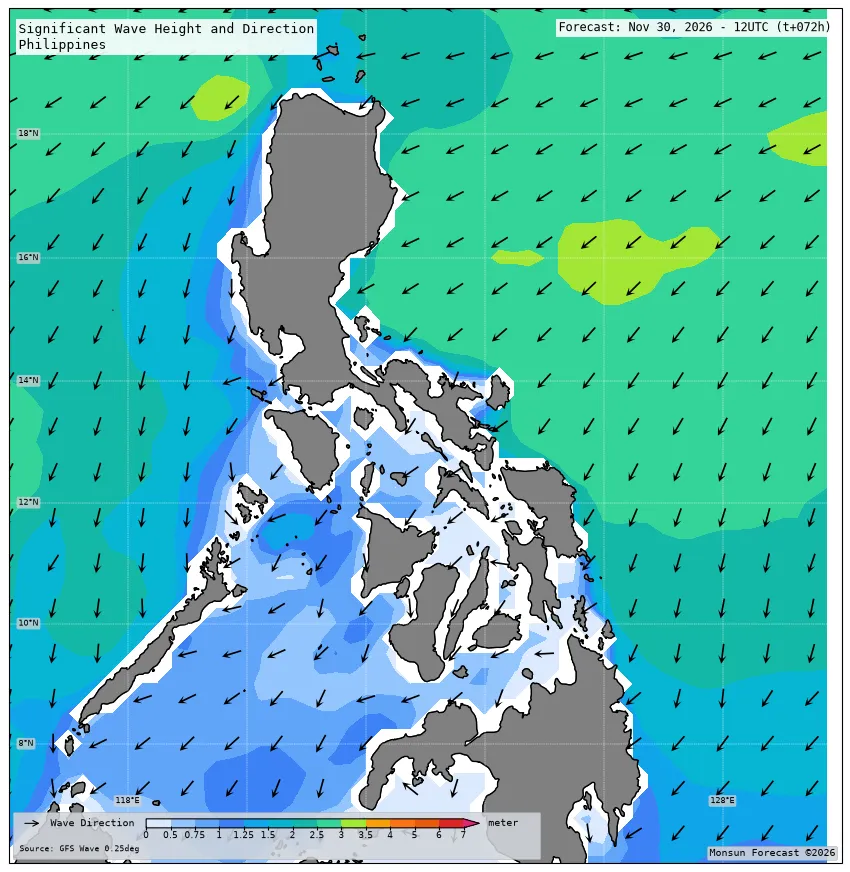 Significant Wave Height and Direction
Philippines
Forecast: Nov 30, 2026 - 12UTC (t+072h)
18°N
16°N
14°N
12°N
10°N
8°N
118°E
128°E
Wave Direction
meter
0 0.5 0.75 1 1.25 1.5 2 2.5 3 3.5 4 5 6 7
Source: GFS Wave 0.25deg
Monsun Forecast ©2026